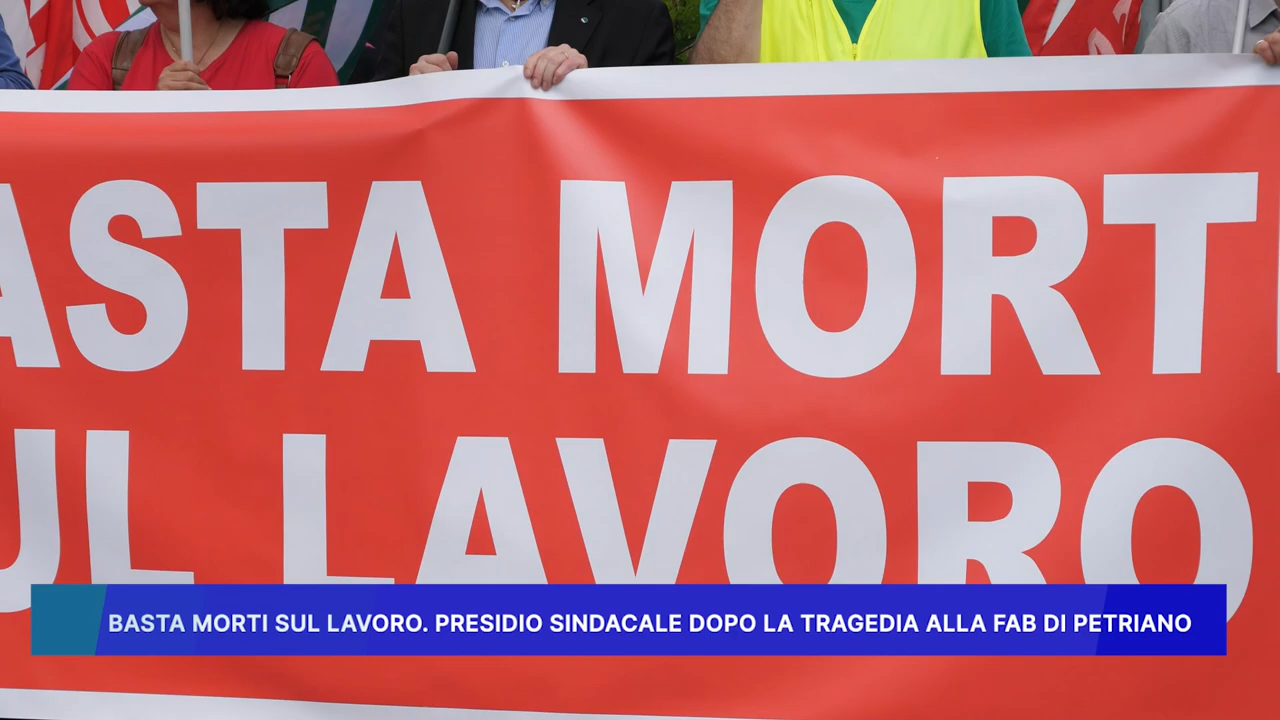 ASTA MORTI
UL LAVORO
BASTA MORTI SUL LAVORO. PRESIDIO SINDACALE DOPO LA TRAGEDIA ALLA FAB DI PETRIANO